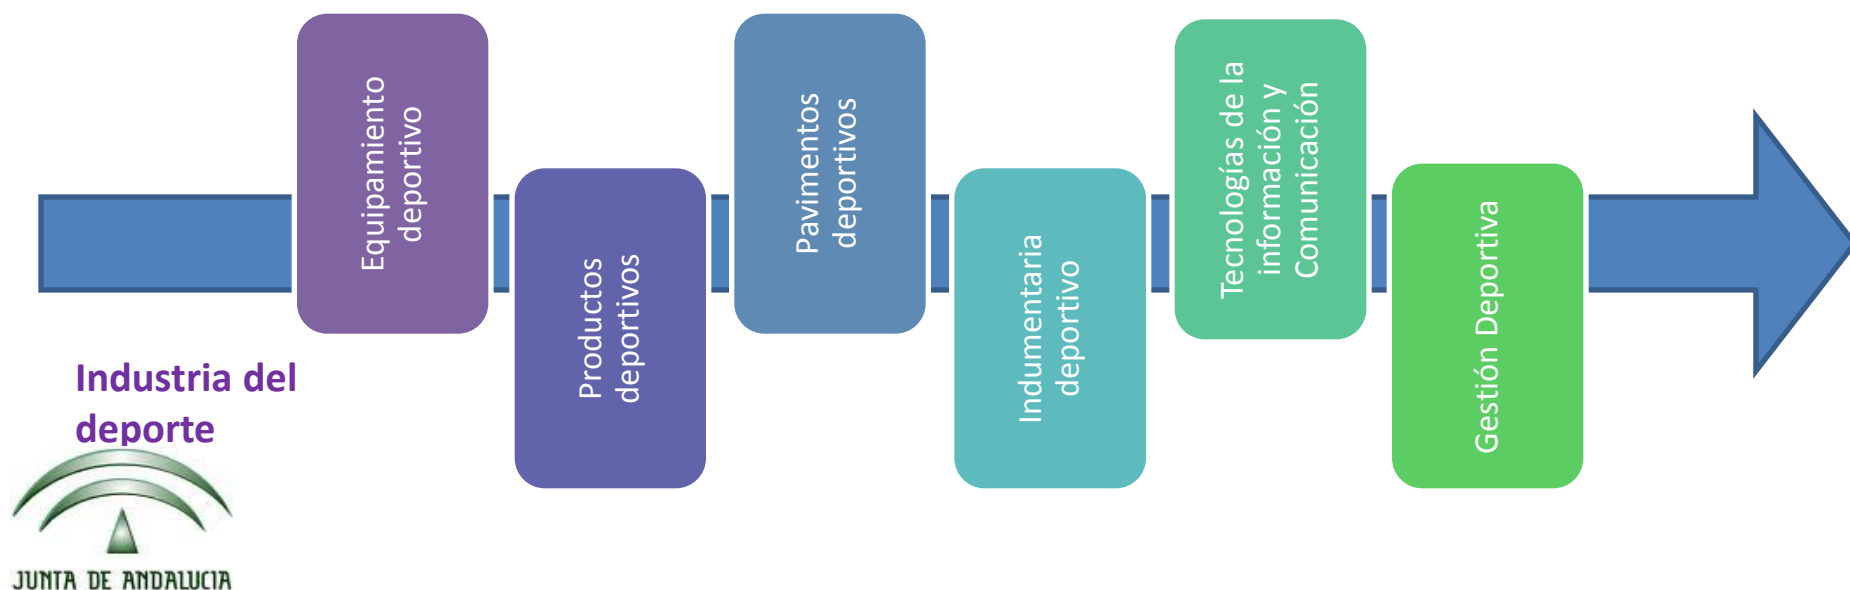 Equipamiento
deportivo
Productos
deportivos
Pavimentos
deportivos
Indumentaria
deportivo
Tecnologías de la
información y
Comunicación
Gestión Deportiva
Industria del
deporte
JUNTA DE ANDALUCIA